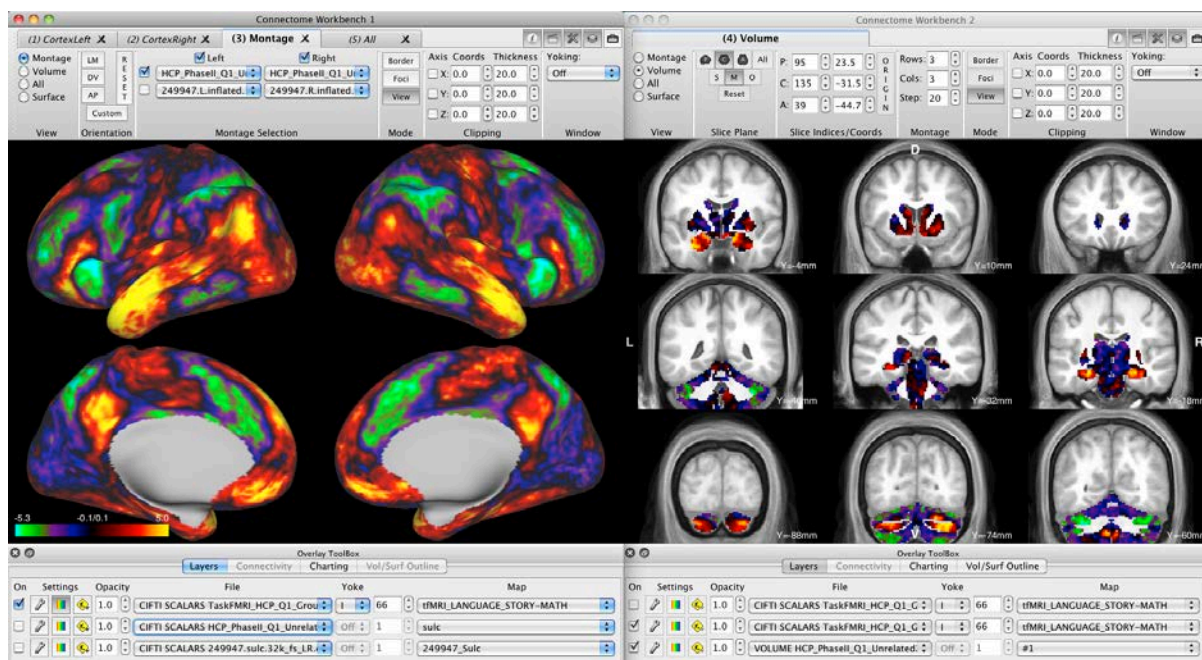 Connectome Workbench 1
(1) CortexLeft X (2) CortexRight X (3) Montage X (5) All X
Montage
Volume
All
Surface
View
LM
DV
AP
Custom
RESET
Orientation
Left Right
HCP_PhaseII_Q1_Un HCP_PhaseII_Q1_Un
249947.L.inflated. 249947.R.inflated.
Montage Selection
Border
Foci
View
Mode
Axis Coords Thickness
X: 0.0 20.0
Y: 0.0 20.0
Z: 0.0 20.0
Clipping
Yoking:
Off
Window
-5.3 -0.1/0.1 5.0
Overlay ToolBox
Layers Connectivity Charting Vol/Surf Outline
On Settings Opacity File Yoke Map
1.0 CIFTI SCALARS TaskFMRI_HCP_Q1_Grou I 66 tfMRI_LANGUAGE_STORY-MATH
1.0 CIFTI SCALARS HCP_PhaseII_Q1_Unrelat Off 1 sulc
1.0 CIFTI SCALARS 249947.sulc.32k_fs_LR. Off 1 249947_Sulc
Connectome Workbench 2
(4) Volume
Montage
Volume
All
Surface
View
All
S M O
Reset
Slice Plane
P: 95 23.5
C: 135 -31.5
A: 39 -44.7
ORIGIN
Slice Indices/Coords
Rows: 3
Cols: 3
Step: 20
Montage
Border
Foci
View
Mode
Axis Coords Thickness
X: 0.0 20.0
Y: 0.0 20.0
Z: 0.0 20.0
Clipping
Yoking:
Off
Window
D
Y=-4mm Y=10mm Y=24mm
L R
Y=-46mm Y=-32mm Y=-18mm
V
Y=-88mm Y=-74mm Y=-60mm
Overlay ToolBox
Layers Connectivity Charting Vol/Surf Outline
On Settings Opacity File Yoke Map
1.0 CIFTI SCALARS TaskFMRI_HCP_Q1_G I 66 tfMRI_LANGUAGE_STORY-MATH
1.0 CIFTI SCALARS TaskFMRI_HCP_Q1_G I 66 tfMRI_LANGUAGE_STORY-MATH
1.0 VOLUME HCP_PhaseII_Q1_Unrelated. Off 1 #1